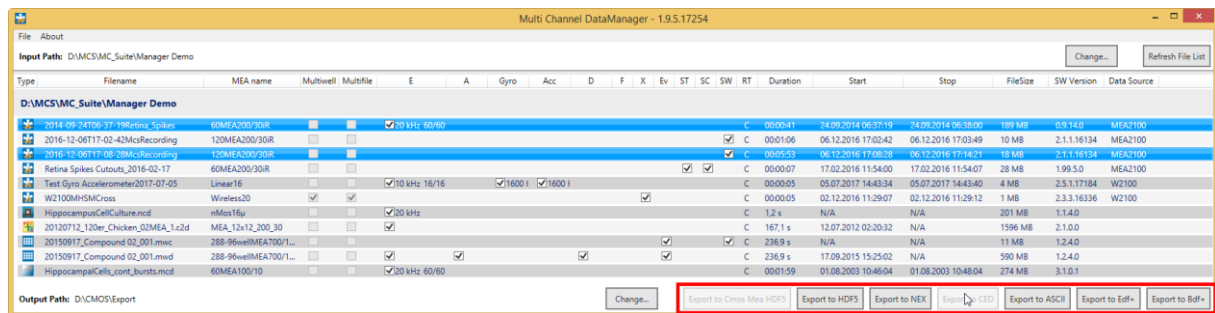 Multi Channel DataManager - 1.9.5.17254
File About
Input Path: D:\MCS\MC_Suite\Manager Demo Change... Refresh File List
Type Filename MEA name Multiwell Multifile E A Gyro Acc D F X Ev ST SC SW RT Duration Start Stop FileSize SW Version Data Source
D:\MCS\MC_Suite\Manager Demo
2014-09-24T06-37-19Retina_Spikes 60MEA200/30iR 20 kHz 60/60 C 00:00:41 24.09.2014 06:37:19 24.09.2014 06:38:00 189 MB 0.9.14.0 MEA2100
2016-12-06T17-02-42McsRecording 120MEA200/30iR C 00:01:06 06.12.2016 17:02:42 06.12.2016 17:03:49 10 MB 2.1.1.16134 MEA2100
2016-12-06T17-08-28McsRecording 120MEA200/30iR C 00:05:53 06.12.2016 17:08:28 06.12.2016 17:14:21 18 MB 2.1.1.16134 MEA2100
Retina Spikes Cutouts_2016-02-17 60MEA200/30iR C 00:00:07 17.02.2016 11:54:00 17.02.2016 11:54:07 28 MB 1.99.5.0 MEA2100
Test Gyro Accelerometer2017-07-05 Linear16 10 kHz 16/16 1600 1600 C 00:00:05 05.07.2017 14:43:34 05.07.2017 14:43:40 4 MB 2.5.1.17184 W2100
W2100MHSMCross Wireless20 C 00:00:05 02.12.2016 11:29:07 02.12.2016 11:29:12 1 MB 2.3.3.16336 W2100
HippocampusCellCulture.ncd nMos16µ 20 kHz C 1,2 s N/A N/A 201 MB 1.1.4.0
20120712_120er_Chicken_02MEA_1.c2d MEA_12x12_200_30 C 167,1 s 12.07.2012 02:20:32 N/A 1596 MB 2.1.0.0
20150917_Compound 02_001.mwc 288-96wellMEA700/1... C 236,9 s N/A N/A 11 MB 1.2.4.0
20150917_Compound 02_001.mwd 288-96wellMEA700/1... C 236,9 s 17.09.2015 15:25:02 N/A 590 MB 1.2.4.0
HippocampalCells_cont_bursts.mcd 60MEA100/10 20 kHz 60/60 C 00:01:59 01.08.2003 10:46:04 01.08.2003 10:48:04 274 MB 3.1.0.1
Output Path: D:\CMOS\Export Change... Export to Cmos Mea HDF5 Export to HDF5 Export to NEX Export to CED Export to ASCII Export to Edf+ Export to Bdf+